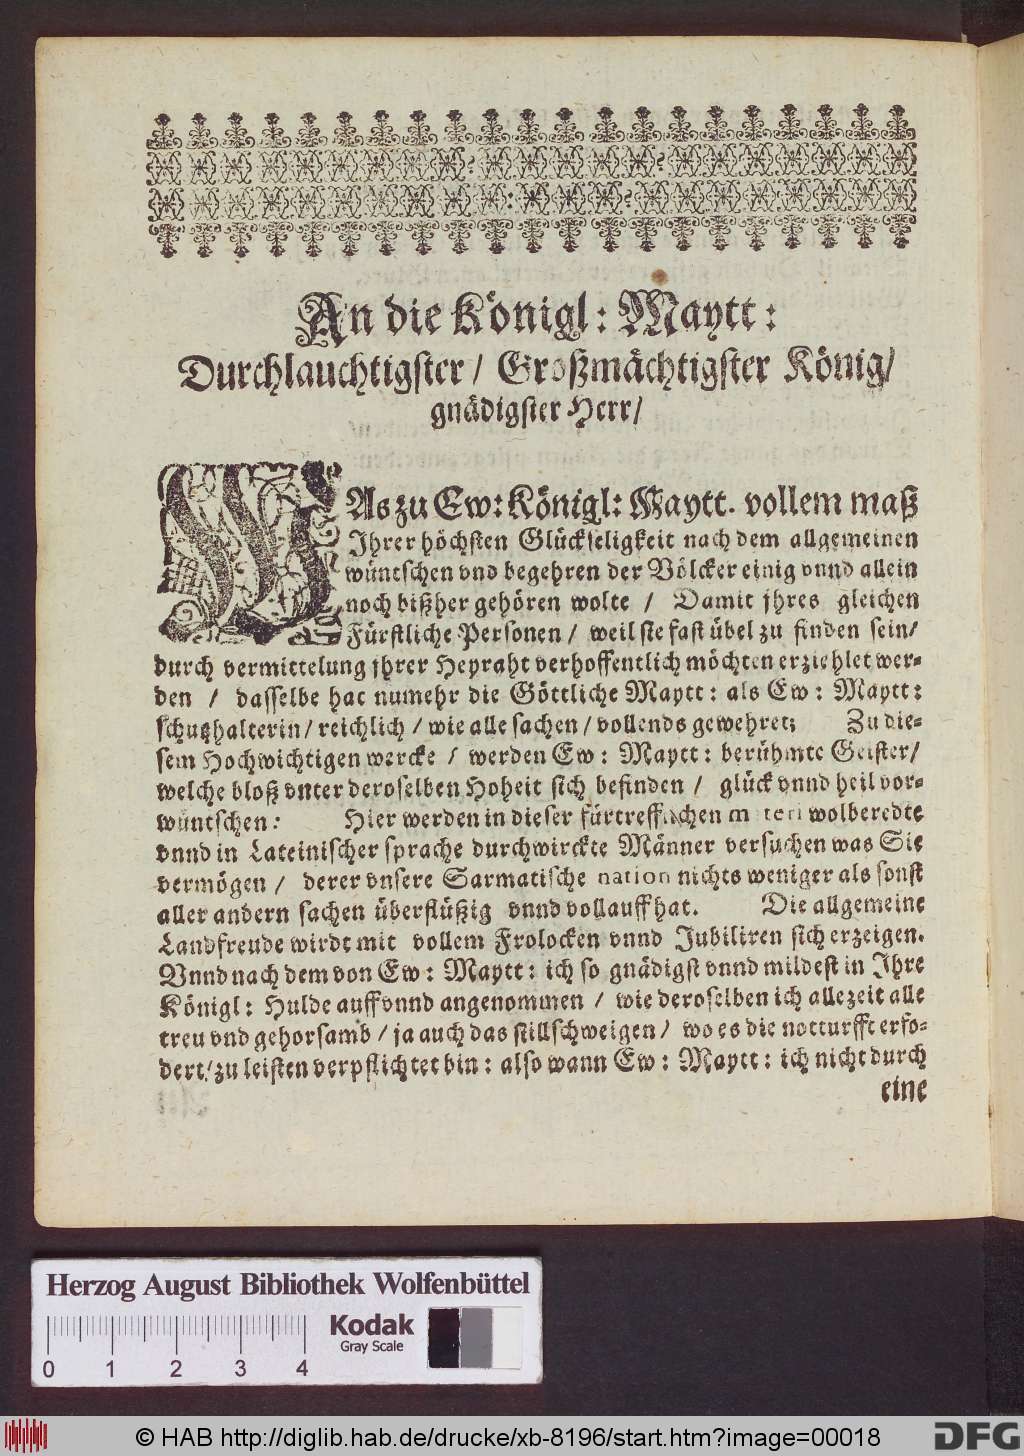 An die Königl: Maytt:
Durchlauchtigster/ Großmächtigster König/
gnädigster Herr/
WAs zu Ew: Königl: Maytt. vollem maß
Jhrer höchsten Glückseligkeit nach dem allgemeinen
wüntschen vnd begehren der Völcker einig vnnd allein
noch bißher gehören wolte / Damit jhres gleichen
Fürstliche Personen/ weil sie fast übel zu finden sein/
durch vermittelung jhrer Heyraht verhoffentlich möchten erziehlet wer-
den / dasselbe hat numehr die Göttliche Maytt: als Ew: Maytt:
schutzhalterin/ reichlich/ wie alle sachen/ vollends gewehret; Zu die-
sem Hochwichtigen wercke / werden Ew: Maytt: berühmte Geister/
welche bloß vnter deroselben Hoheit sich befinden / glück vnnd heil vor-
wüntschen: Hier werden in dieser fürtrefflichen wolberedte
vnnd in Lateinischer sprache durchwirckte Männer versuchen was Sie
vermögen / derer vnsere Sarmatische nation nichts weniger als sonst
aller andern sachen überflüßig vnnd vollauff hat. Die allgemeine
Landfreude wirdt mit vollem Frolocken vnnd Jubiliren sich erzeigen.
Vnnd nach dem von Ew: Maytt: ich so gnädigst vnnd mildest in Jhre
Königl: Hulde auff vnnd angenommen / wie deroselben ich allezeit alle
treu vnd gehorsamb/ ja auch das stillschweigen/ wo es die notturfft erfo-
dert/ zu leisten verpflichtet bin: also wann Ew: Maytt: ich nicht durch
eine
Herzog August Bibliothek Wolfenbüttel
Kodak
Gray Scale
0 1 2 3 4
© HAB http://diglib.hab.de/drucke/xb-8196/start.htm?image=00018
DFG